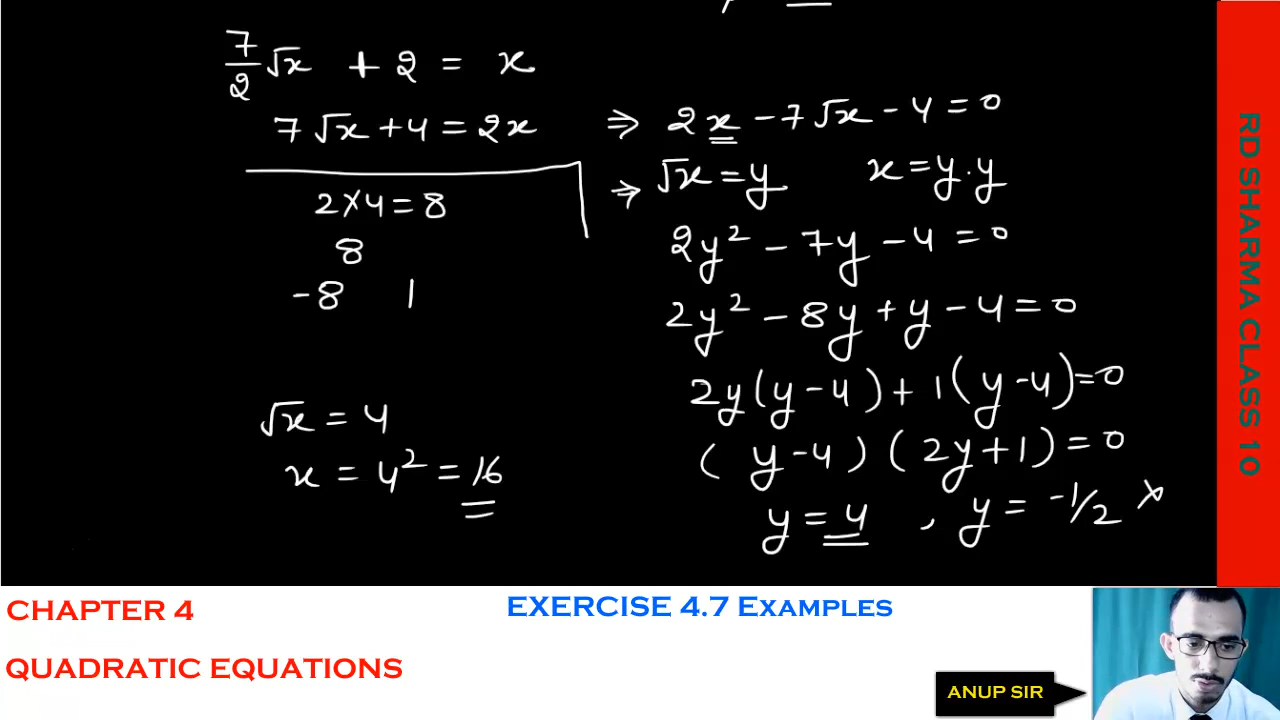 7/2 √x + 2 = x
7√x + 4 = 2x
2 × 4 = 8
8
-8 1
√x = 4
x = 4² = 16
⇒ 2x - 7√x - 4 = 0
⇒ √x = y x = y·y
2y² - 7y - 4 = 0
2y² - 8y + y - 4 = 0
2y(y - 4) + 1(y - 4) = 0
(y - 4)(2y + 1) = 0
y = 4 , y = -1/2 ×
RD SHARMA CLASS 10
CHAPTER 4
QUADRATIC EQUATIONS
EXERCISE 4.7 EXAMPLES
ANUP SIR